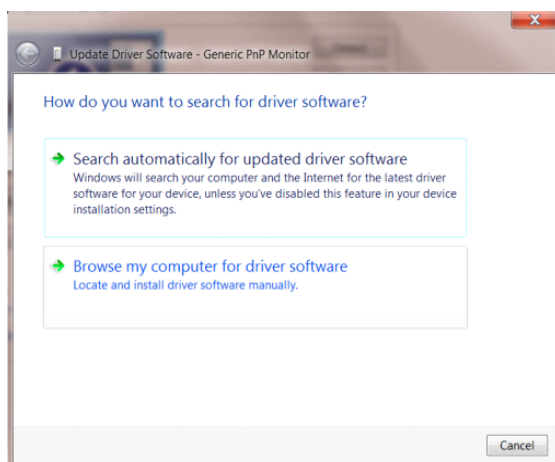 Update Driver Software - Generic PnP Monitor
How do you want to search for driver software?
Search automatically for updated driver software
Windows will search your computer and the Internet for the latest driver
software for your device, unless you've disabled this feature in your device
installation settings.
Browse my computer for driver software
Locate and install driver software manually.
Cancel